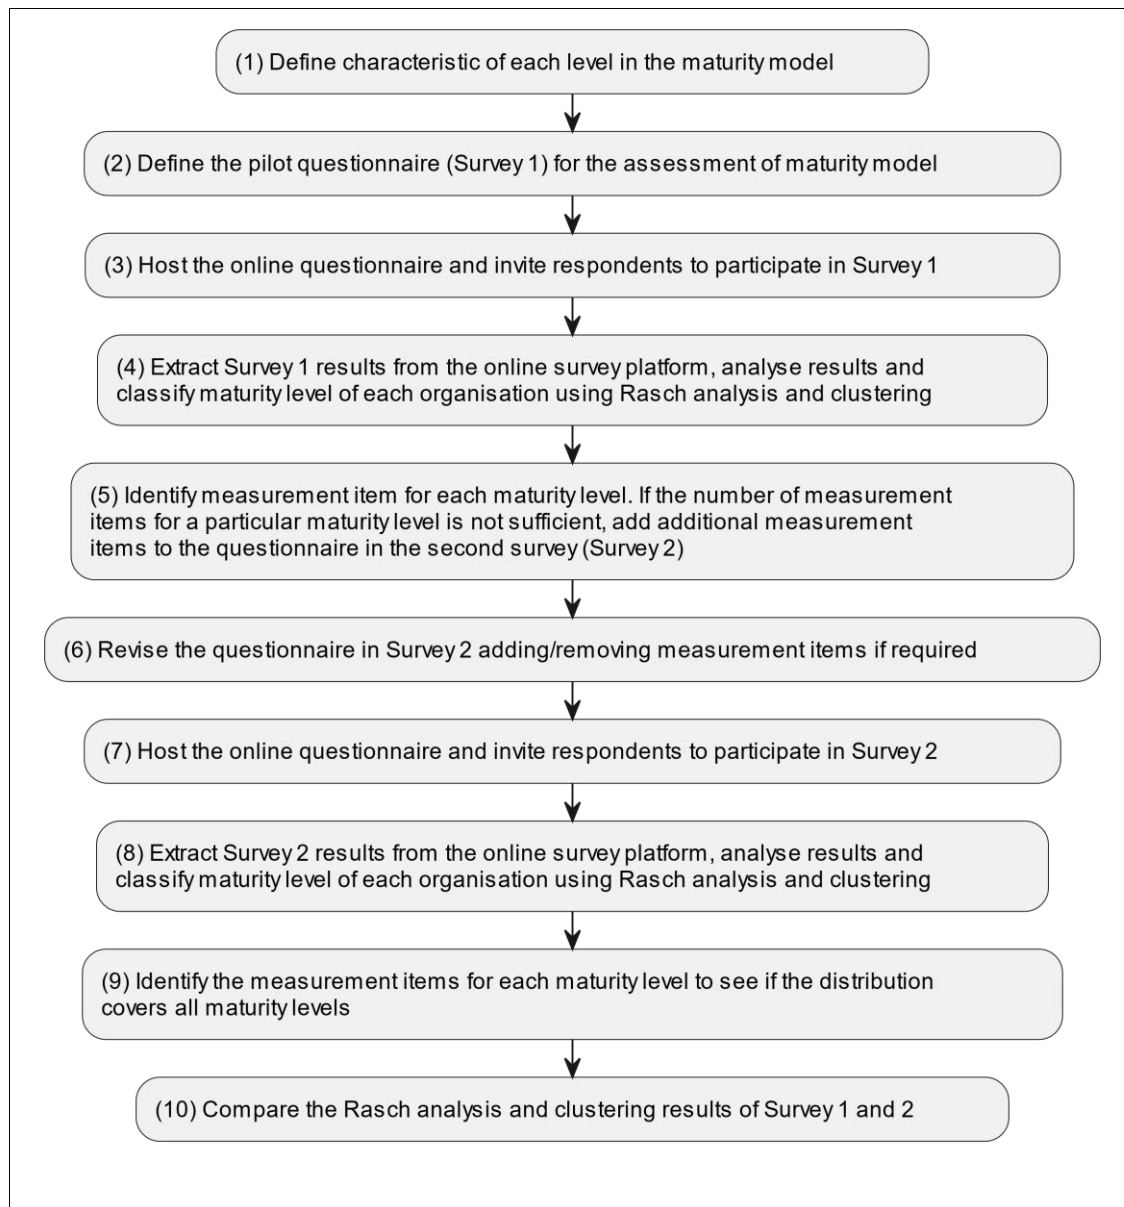 (1) Define characteristic of each level in the maturity model
(2) Define the pilot questionnaire (Survey 1) for the assessment of maturity model
(3) Host the online questionnaire and invite respondents to participate in Survey 1
(4) Extract Survey 1 results from the online survey platform, analyse results and
classify maturity level of each organisation using Rasch analysis and clustering
(5) Identify measurement item for each maturity level. If the number of measurement
items for a particular maturity level is not sufficient, add additional measurement
items to the questionnaire in the second survey (Survey 2)
(6) Revise the questionnaire in Survey 2 adding/removing measurement items if required
(7) Host the online questionnaire and invite respondents to participate in Survey 2
(8) Extract Survey 2 results from the online survey platform, analyse results and
classify maturity level of each organisation using Rasch analysis and clustering
(9) Identify the measurement items for each maturity level to see if the distribution
covers all maturity levels
(10) Compare the Rasch analysis and clustering results of Survey 1 and 2